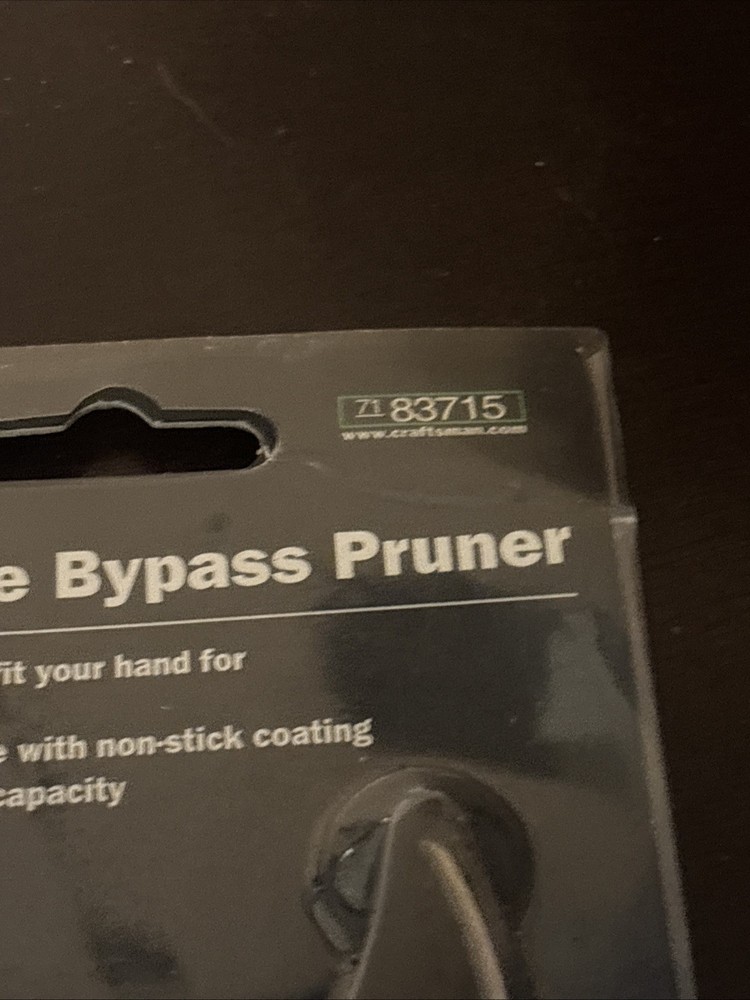 71 83715
www.craftsman.com
e Bypass Pruner
fit your hand for
e with non-stick coating
capacity